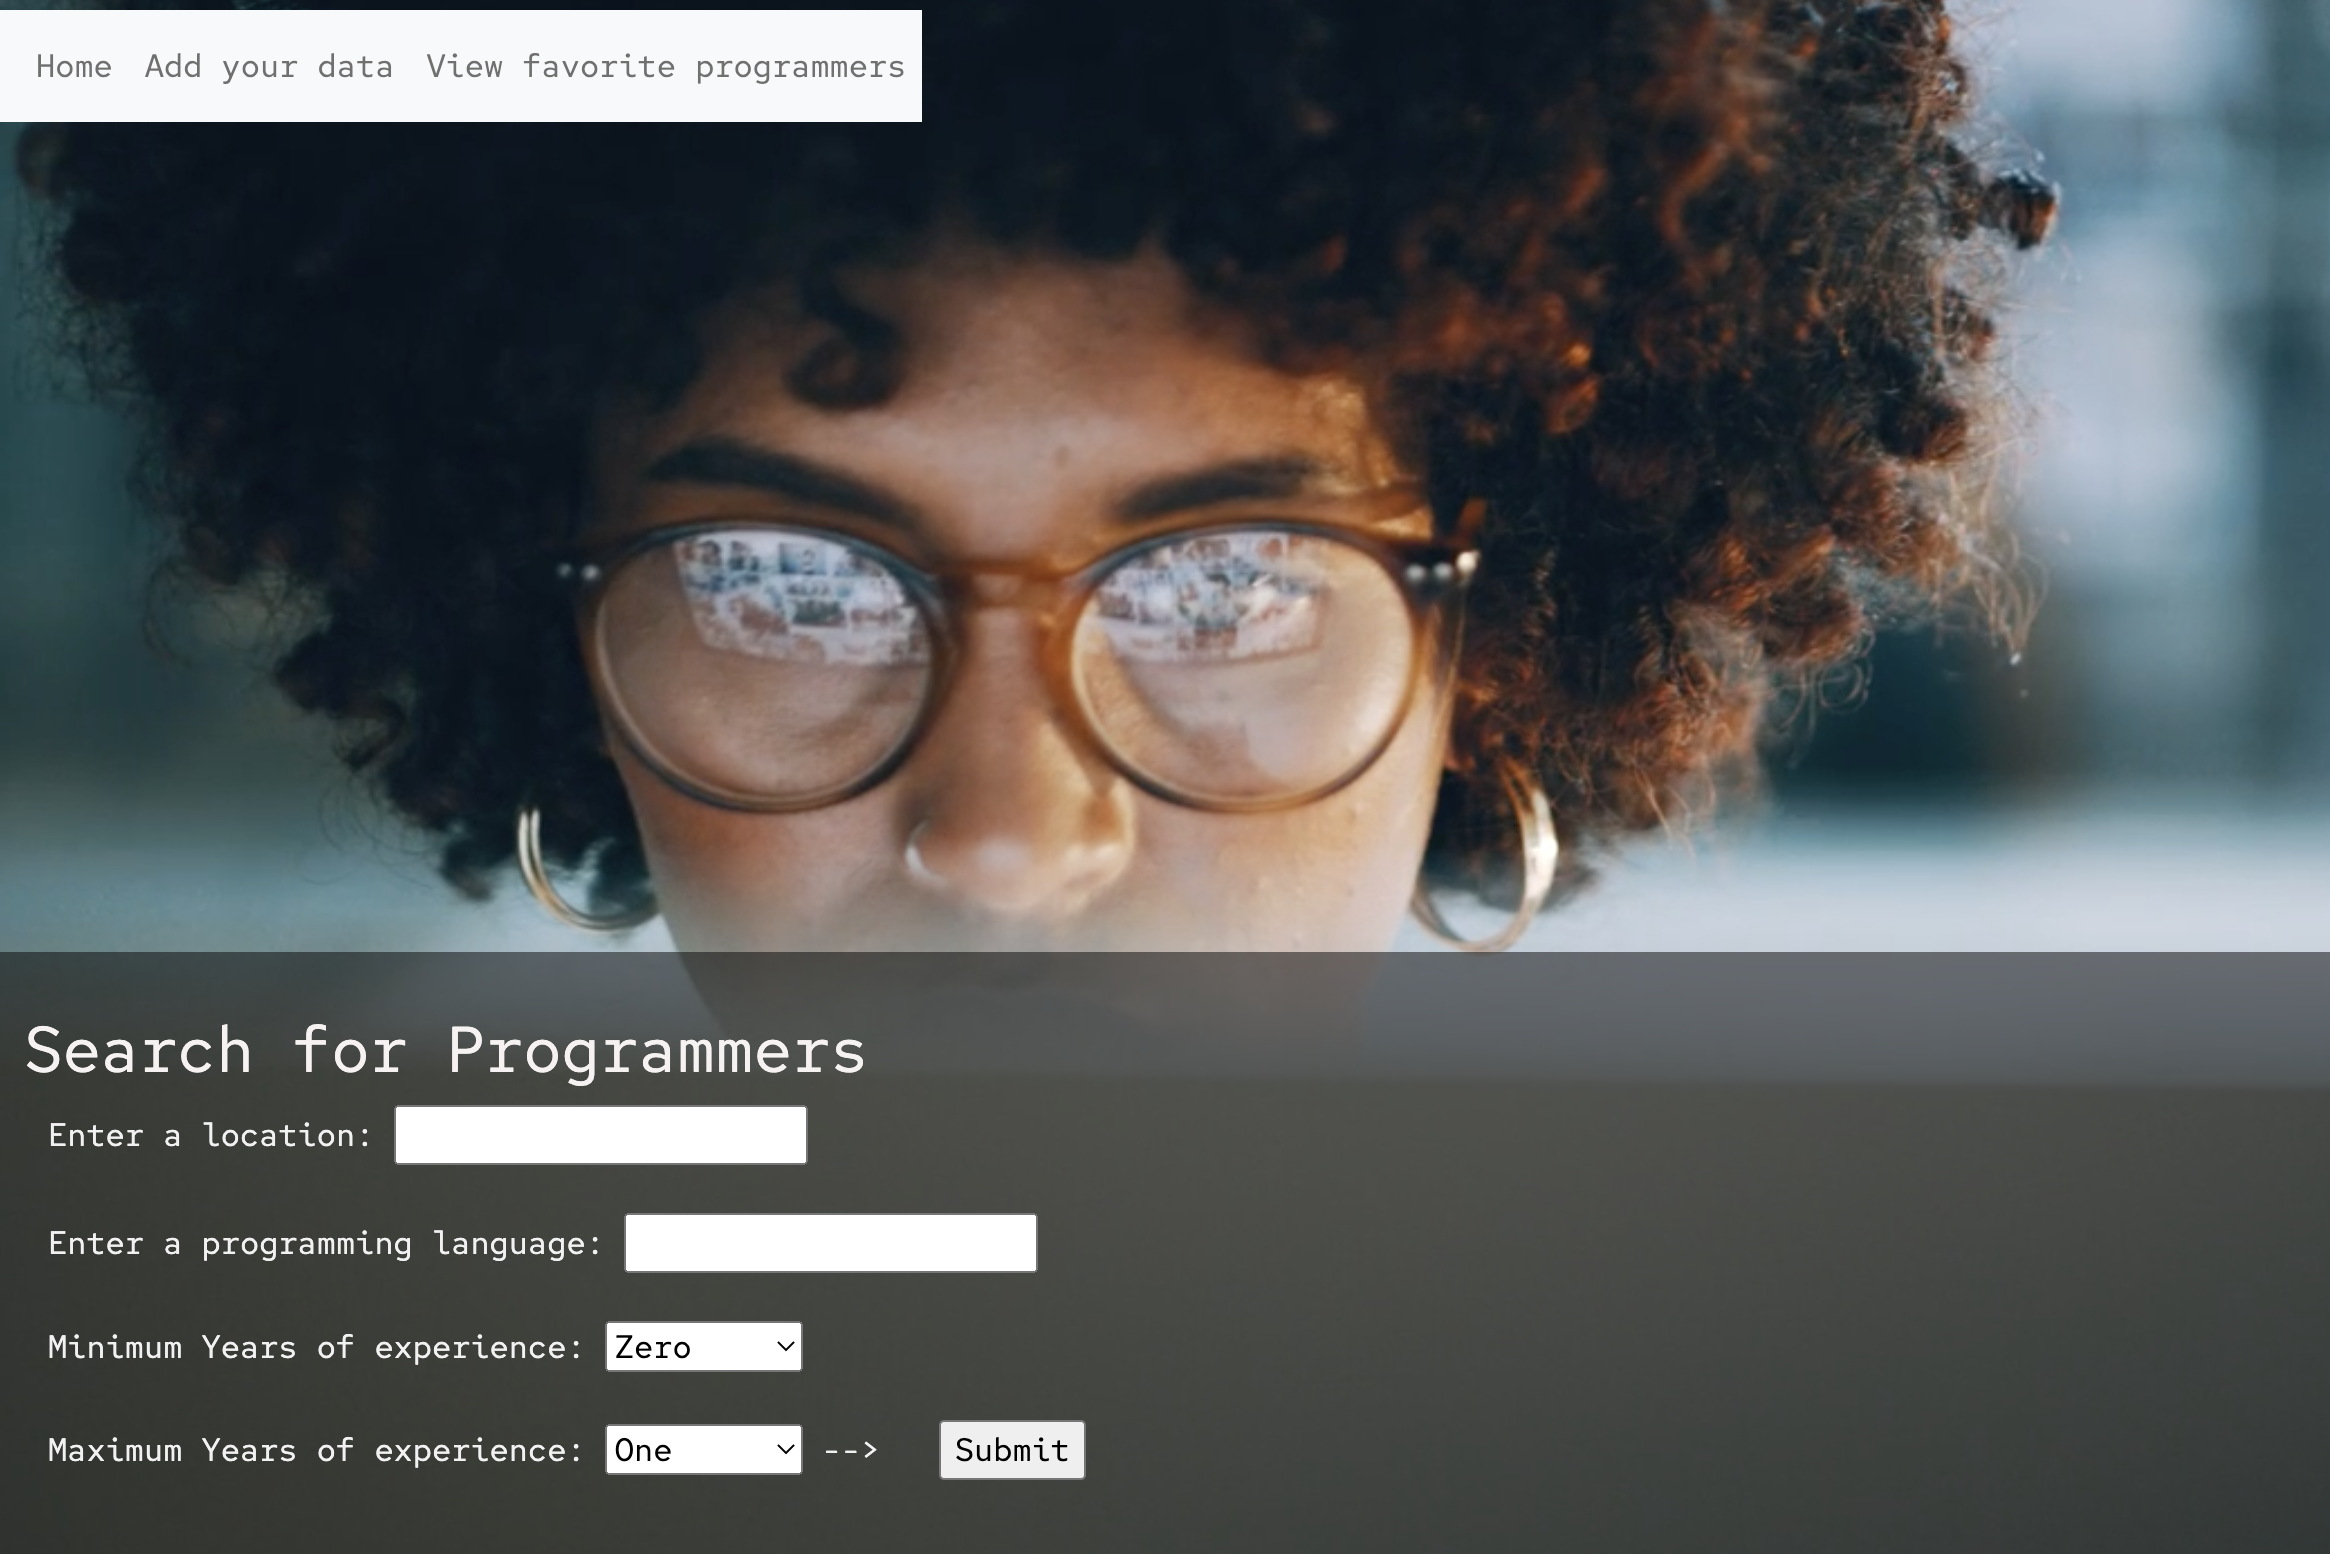 Home Add your data View favorite programmers
Search for Programmers
Enter a location:
Enter a programming language:
Minimum Years of experience: Zero
Maximum Years of experience: One --> Submit